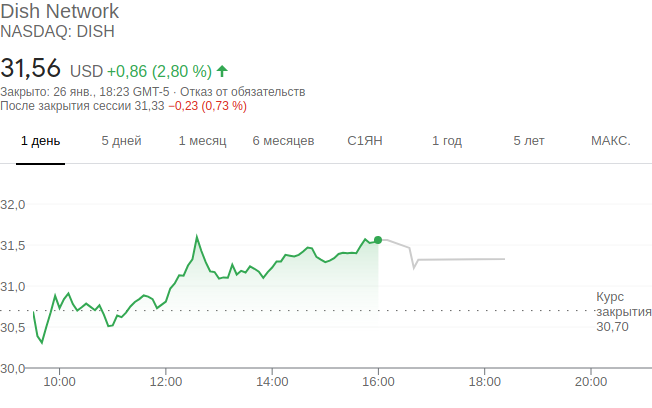 Dish Network
NASDAQ: DISH
31,56 USD +0,86 (2,80 %)
Закрыто: 26 янв., 18:23 GMT-5 · Отказ от обязательств
После закрытия сессии 31,33 −0,23 (0,73 %)
1 день 5 дней 1 месяц 6 месяцев С1ЯН 1 год 5 лет МАКС.
32,0
31,5
31,0
Курс
закрытия
30,70
30,5
30,0
10:00 12:00 14:00 16:00 18:00 20:00